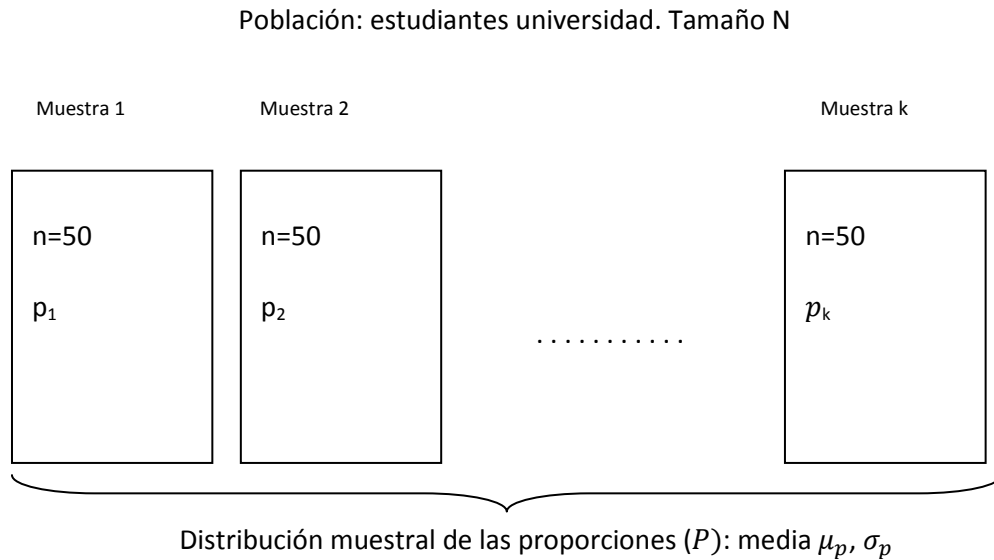 Población: estudiantes universidad. Tamaño N
Muestra 1 Muestra 2 Muestra k
n=50 n=50 n=50
p₁ p₂ 𝑝ₖ
. . . . . . . . . . .
Distribución muestral de las proporciones (𝑃): media 𝜇ₚ, 𝜎ₚ